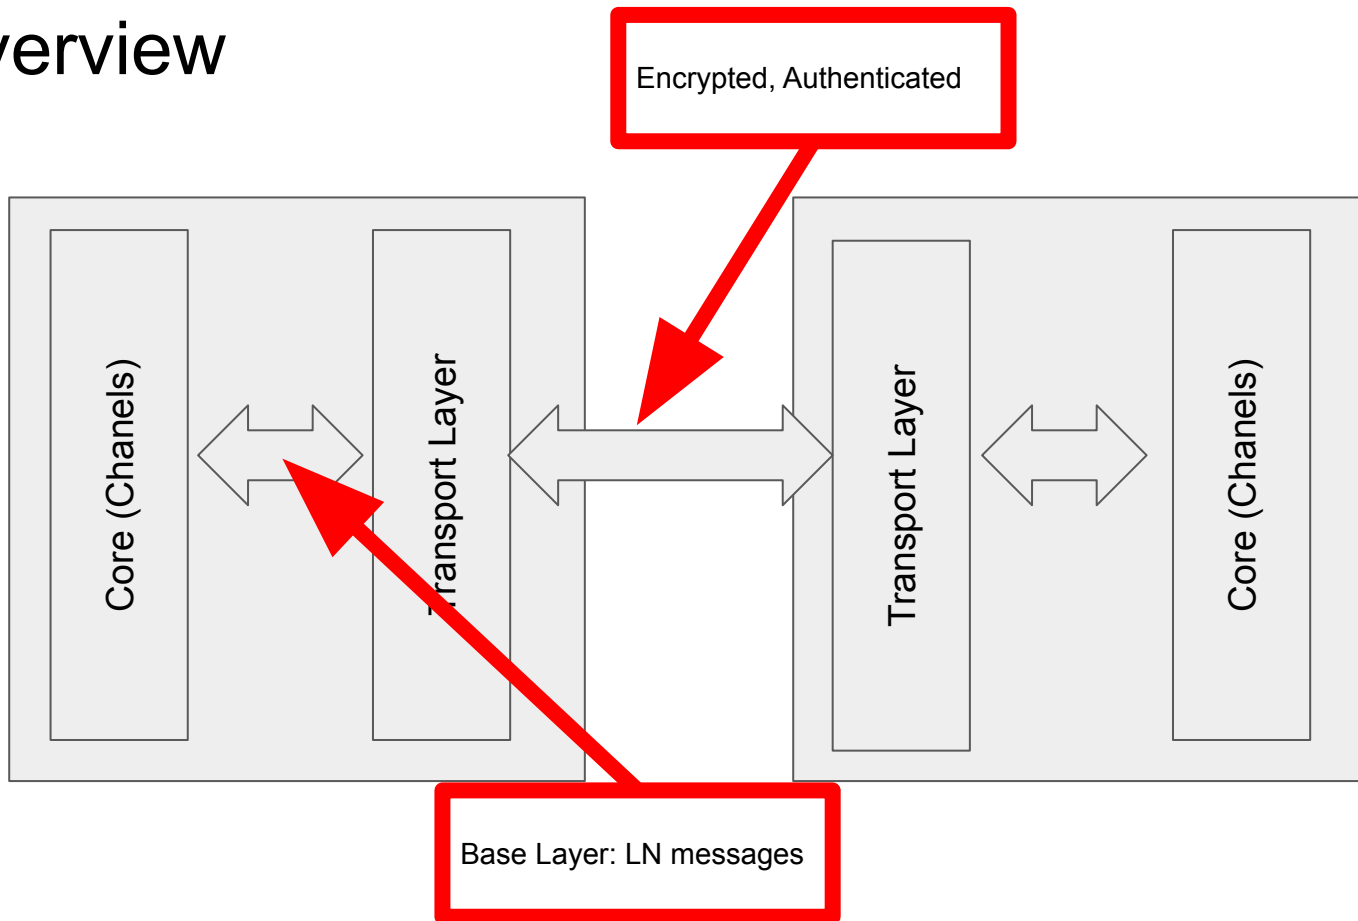 verview
Encrypted, Authenticated
Core (Chanels)
Transport Layer
Transport Layer
Core (Chanels)
Base Layer: LN messages